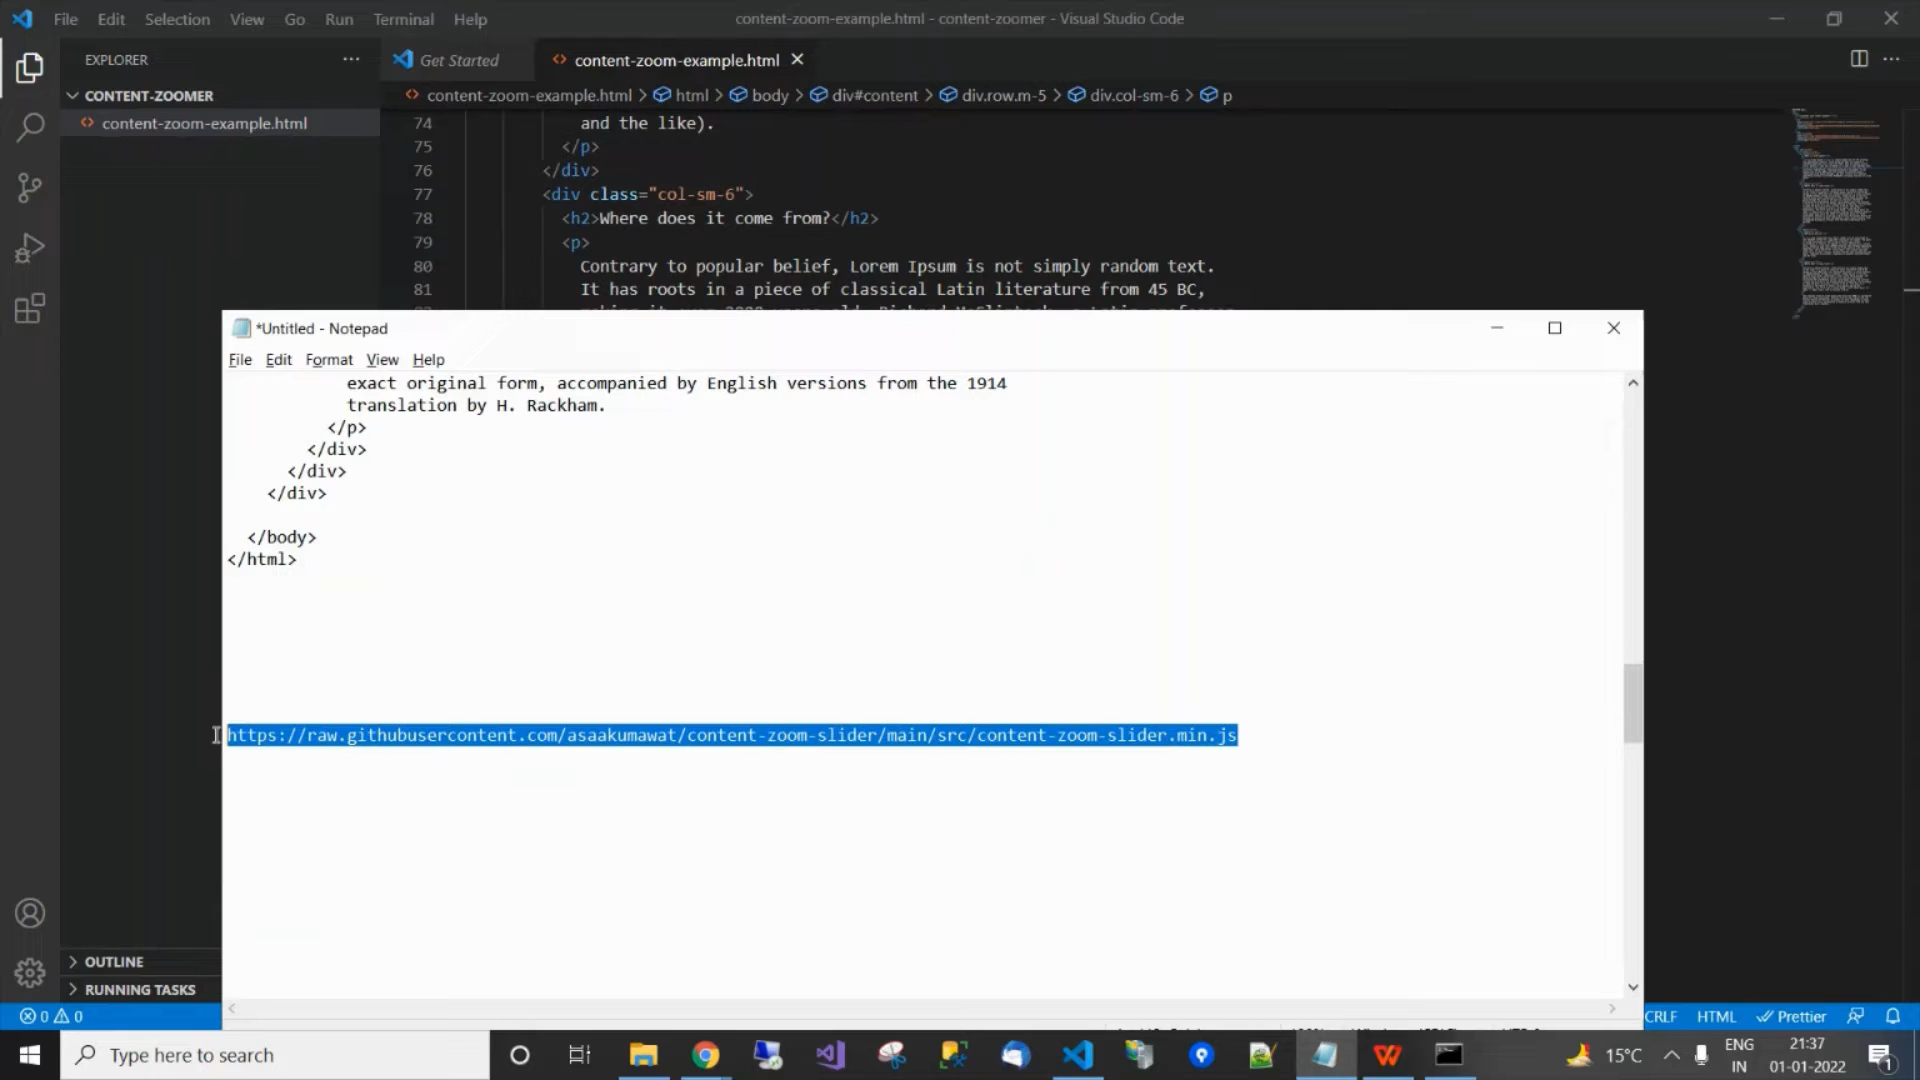 File Edit Selection View Go Run Terminal Help
content-zoom-example.html - content-zoomer - Visual Studio Code
EXPLORER
Get Started
content-zoom-example.html
CONTENT-ZOOMER
content-zoom-example.html > html > body > div#content > div.row.m-5 > div.col-sm-6 > p
content-zoom-example.html
74 and the like).
75 </p>
76 </div>
77 <div class="col-sm-6">
78 <h2>Where does it come from?</h2>
79 <p>
80 Contrary to popular belief, Lorem Ipsum is not simply random text.
81 It has roots in a piece of classical Latin literature from 45 BC,
*Untitled - Notepad
File Edit Format View Help
exact original form, accompanied by English versions from the 1914
translation by H. Rackham.
</p>
</div>
</div>
</div>
</body>
</html>
https://raw.githubusercontent.com/asaakumawat/content-zoom-slider/main/src/content-zoom-slider.min.js
OUTLINE
RUNNING TASKS
0 0
CRLF HTML Prettier
Type here to search
15°C
ENG
IN
21:37
01-01-2022
1